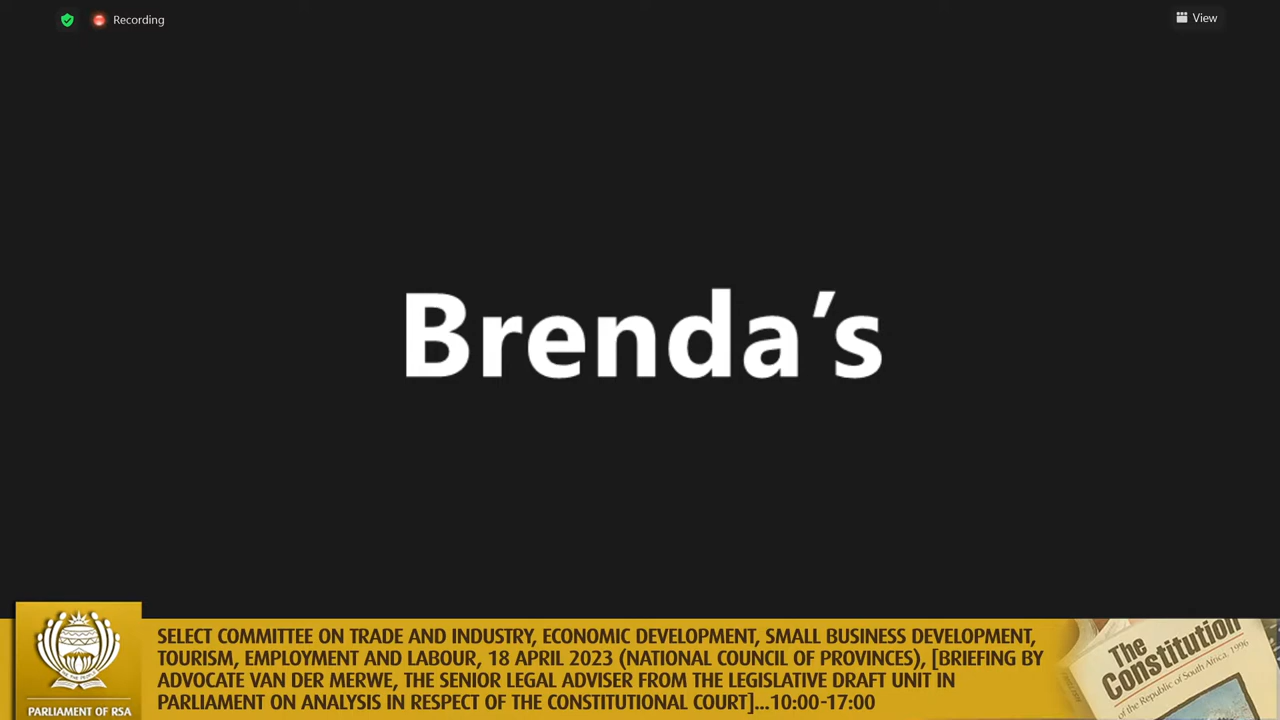 Recording
View
Brenda’s
SELECT COMMITTEE ON TRADE AND INDUSTRY, ECONOMIC DEVELOPMENT, SMALL BUSINESS DEVELOPMENT,
TOURISM, EMPLOYMENT AND LABOUR, 18 APRIL 2023 (NATIONAL COUNCIL OF PROVINCES), [BRIEFING BY
ADVOCATE VAN DER MERWE, THE SENIOR LEGAL ADVISER FROM THE LEGISLATIVE DRAFT UNIT IN
PARLIAMENT ON ANALYSIS IN RESPECT OF THE CONSTITUTIONAL COURT]...10:00-17:00
PARLIAMENT OF RSA
The
Constitution
of the Republic of South Africa, 1996